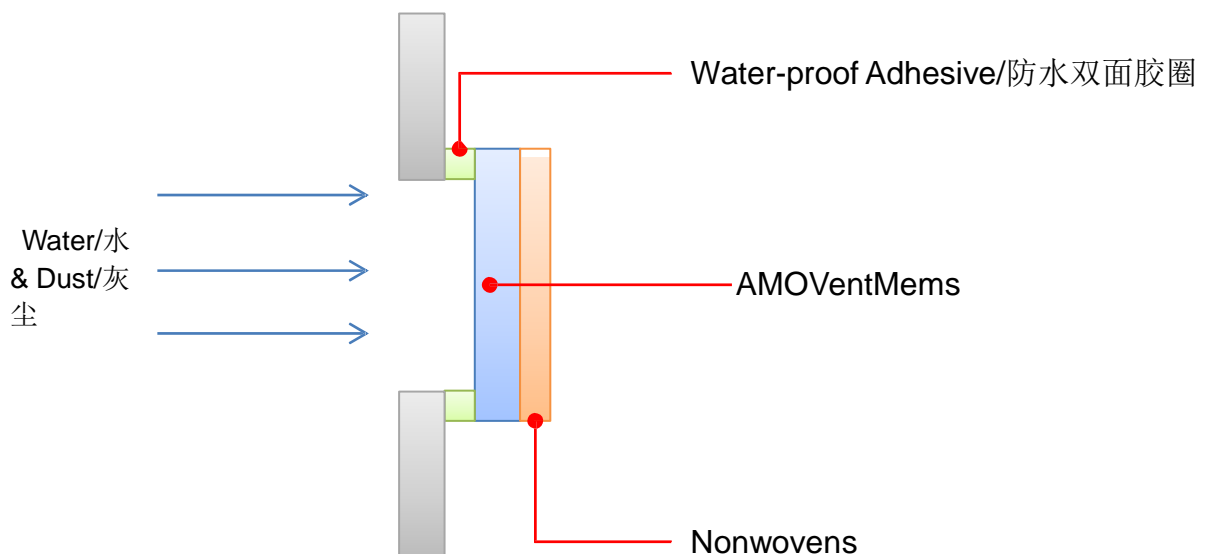 Water-proof Adhesive/防水双面胶圈
Water/水
& Dust/灰
尘
AMOVentMems
Nonwovens